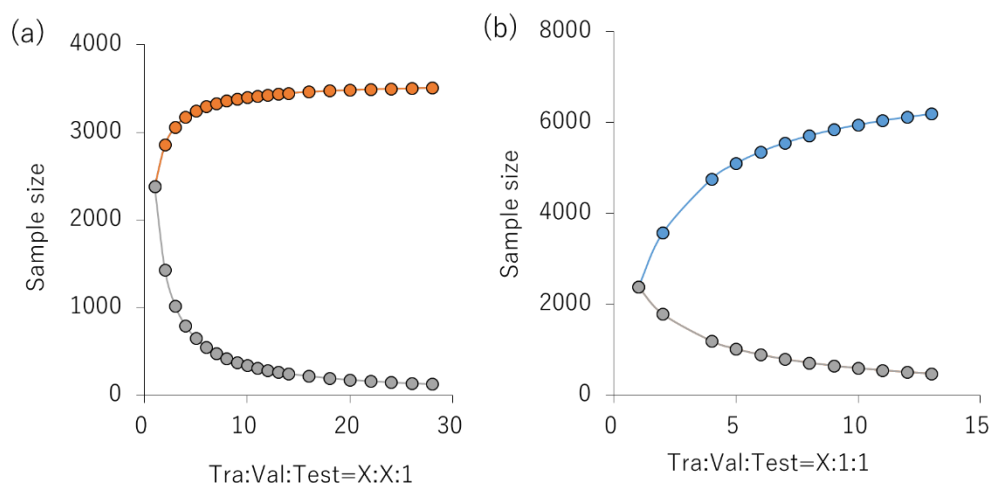 (a)
4000
3000
2000
1000
0
Sample size
0 10 20 30
Tra:Val:Test=X:X:1
(b)
8000
6000
4000
2000
0
Sample size
0 5 10 15
Tra:Val:Test=X:1:1